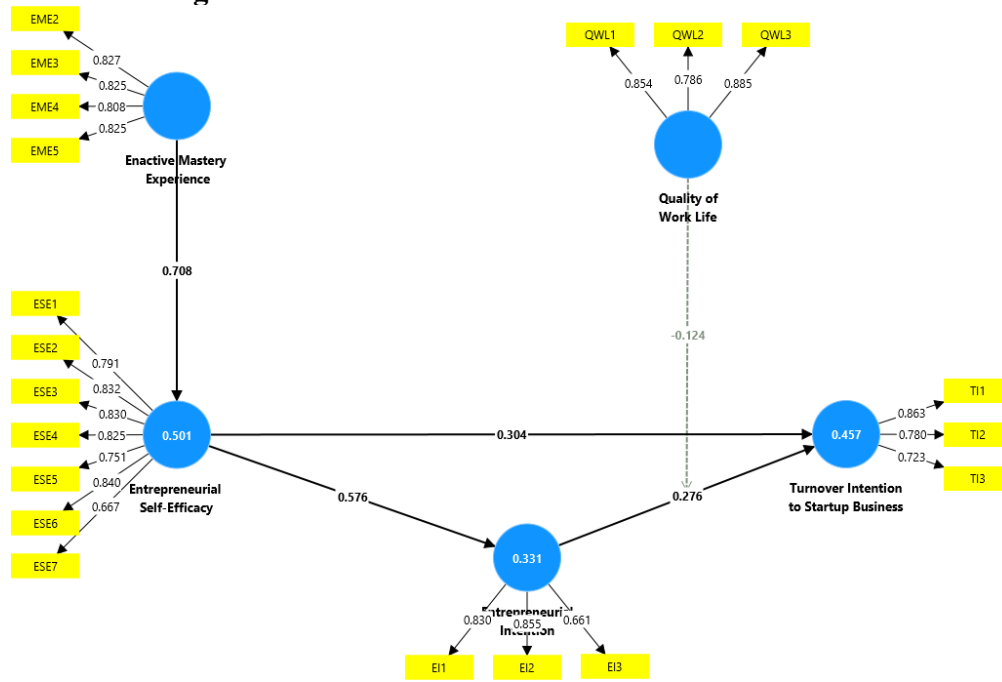 EME2
EME3
EME4
EME5
0.827
0.825
0.808
0.825
Enactive Mastery
Experience
QWL1
QWL2
QWL3
0.854
0.786
0.885
Quality of
Work Life
0.708
-0.124
ESE1
ESE2
ESE3
ESE4
ESE5
ESE6
ESE7
0.791
0.832
0.830
0.825
0.751
0.840
0.667
0.501
Entrepreneurial
Self-Efficacy
0.304
0.576
0.276
0.457
Turnover Intention
to Startup Business
0.863
0.780
0.723
TI1
TI2
TI3
0.331
Entrepreneurial
Intention
0.830
0.855
0.661
EI1
EI2
EI3